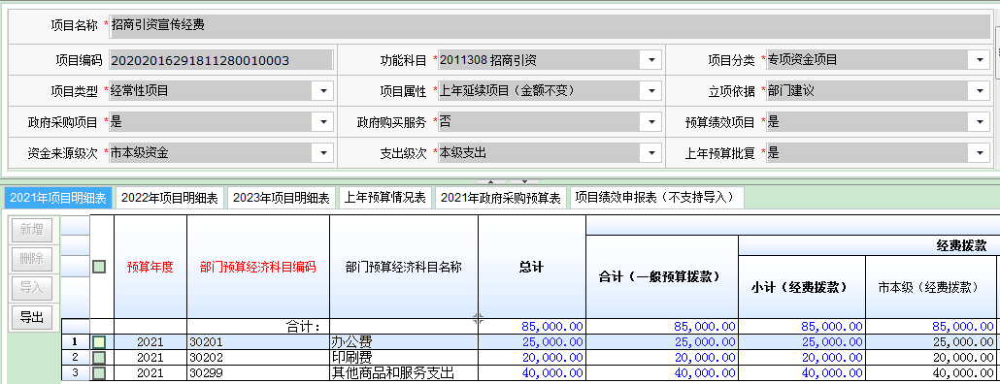 项目名称 * 招商引资宣传经费
项目编码 20202016291811280010003 功能科目 * 2011308 招商引资 项目分类 * 专项资金项目
项目类型 * 经常性项目 项目属性 * 上年延续项目（金额不变） 立项依据 * 部门建议
政府采购项目 * 是 政府购买服务 * 否 预算绩效项目 * 是
资金来源级次 * 市本级资金 支出级次 * 本级支出 上年预算批复 * 是
2021年项目明细表 2022年项目明细表 2023年项目明细表 上年预算情况表 2021年政府采购预算表 项目绩效申报表（不支持导入）
新增
删除
导入
导出
经费拨款
预算年度 部门预算经济科目编码 部门预算经济科目名称 总计 合计（一般预算拨款） 小计（经费拨款） 市本级（经费拨款）
合计： 85,000.00 85,000.00 85,000.00 85,000.00
1 2021 30201 办公费 25,000.00 25,000.00 25,000.00 25,000.00
2 2021 30202 印刷费 20,000.00 20,000.00 20,000.00 20,000.00
3 2021 30299 其他商品和服务支出 40,000.00 40,000.00 40,000.00 40,000.00